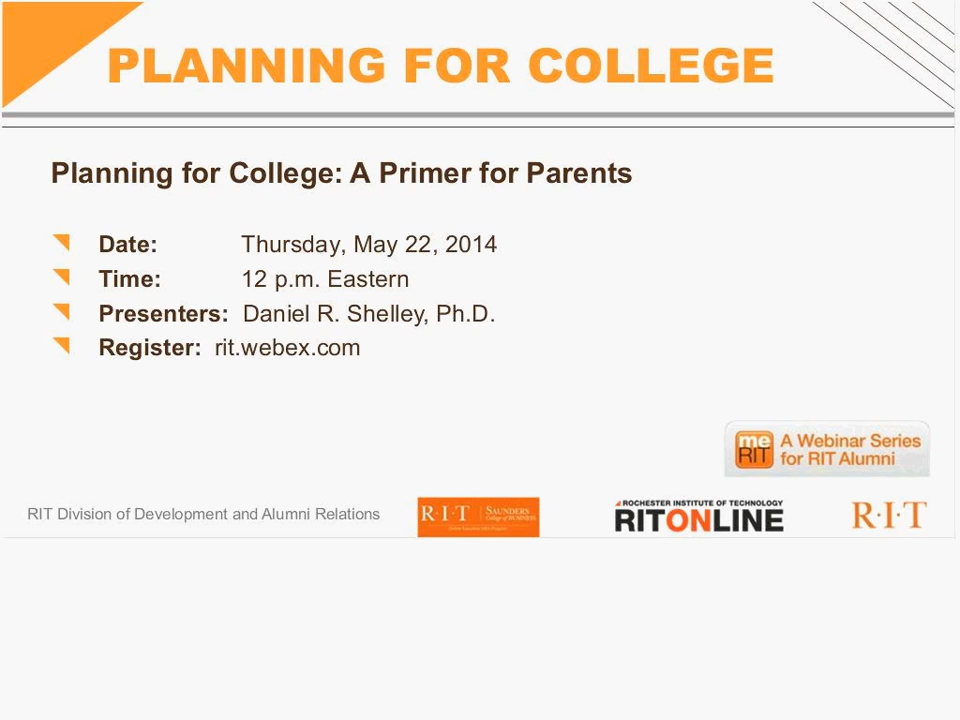 PLANNING FOR COLLEGE
Planning for College: A Primer for Parents
Date: Thursday, May 22, 2014
Time: 12 p.m. Eastern
Presenters: Daniel R. Shelley, Ph.D.
Register: rit.webex.com
me RIT
A Webinar Series
for RIT Alumni
RIT Division of Development and Alumni Relations
R·I·T SAUNDERS
College of BUSINESS
ROCHESTER INSTITUTE OF TECHNOLOGY
RITONLINE
R·I·T